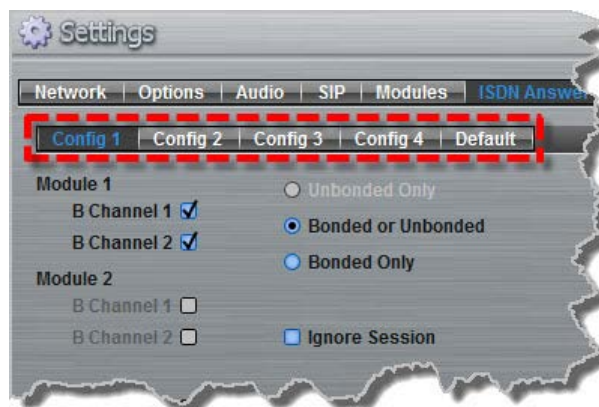 Settings
Network | Options | Audio | SIP | Modules | ISDN Answer
Config 1 | Config 2 | Config 3 | Config 4 | Default
Module 1
B Channel 1
B Channel 2
Unbonded Only
Bonded or Unbonded
Bonded Only
Module 2
B Channel 1
B Channel 2
Ignore Session